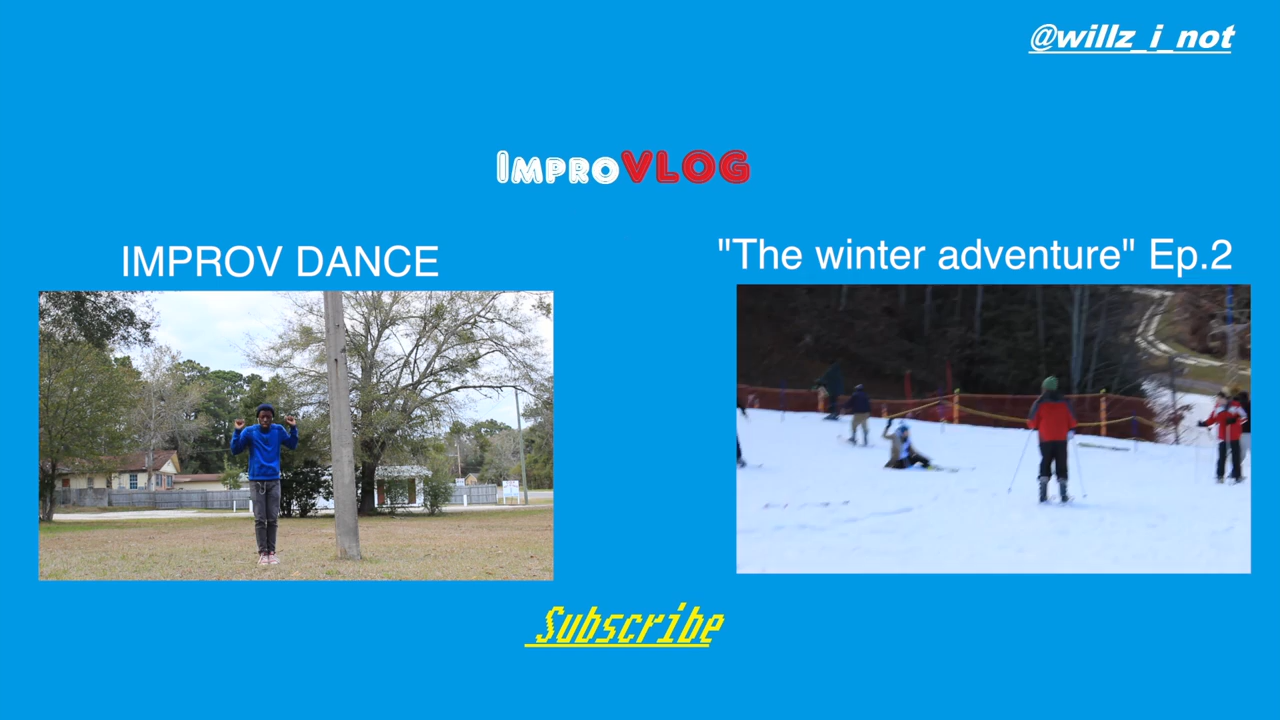 @willz_i_not
ImproVLOG
IMPROV DANCE
"The winter adventure" Ep.2
Subscribe